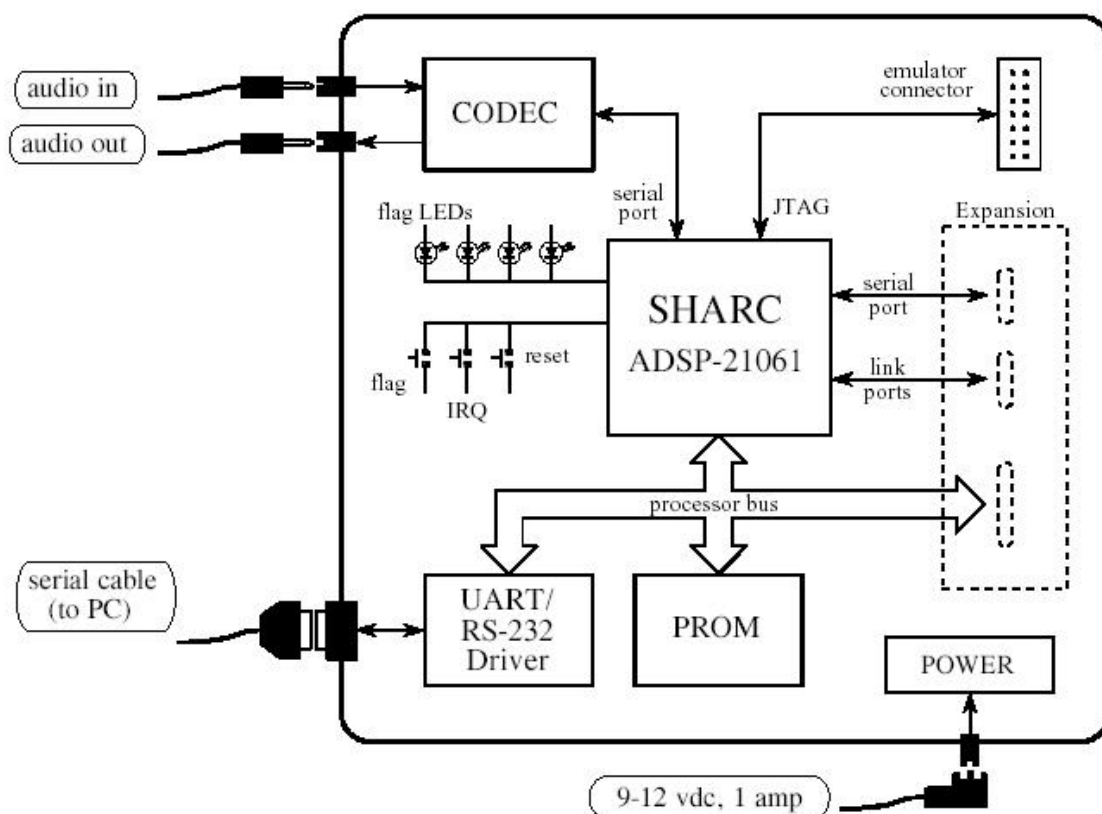 audio in
audio out
CODEC
emulator
connector
serial
port
JTAG
flag LEDs
Expansion
SHARC
ADSP-21061
serial
port
reset
flag
IRQ
link
ports
processor bus
serial cable
(to PC)
UART/
RS-232
Driver
PROM
POWER
9-12 vdc, 1 amp